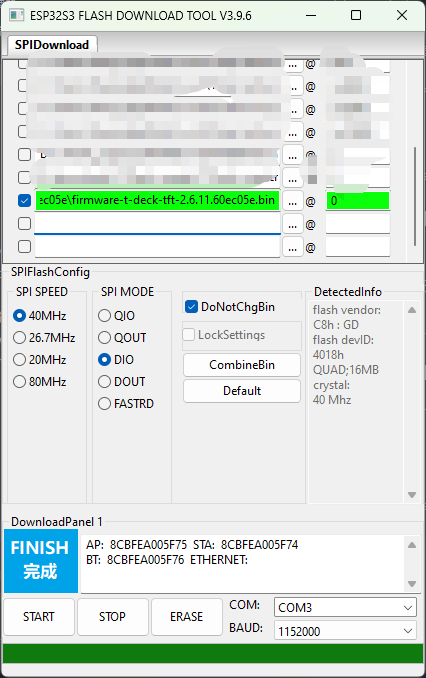 ESP32S3 FLASH DOWNLOAD TOOL V3.9.6
SPIDownload
... @
... @
... @
... @
... @
... @
ec05e\firmware-t-deck-tft-2.6.11.60ec05e.bin ... @ 0
... @
... @
SPIFlashConfig
SPI SPEED
40MHz
26.7MHz
20MHz
80MHz
SPI MODE
QIO
QOUT
DIO
DOUT
FASTRD
DoNotChgBin
LockSettings
CombineBin
Default
DetectedInfo
flash vendor:
C8h : GD
flash devID:
4018h
QUAD;16MB
crystal:
40 Mhz
DownloadPanel 1
FINISH
完成
AP: 8CBFEA005F75 STA: 8CBFEA005F74
BT: 8CBFEA005F76 ETHERNET:
START
STOP
ERASE
COM: COM3
BAUD: 1152000